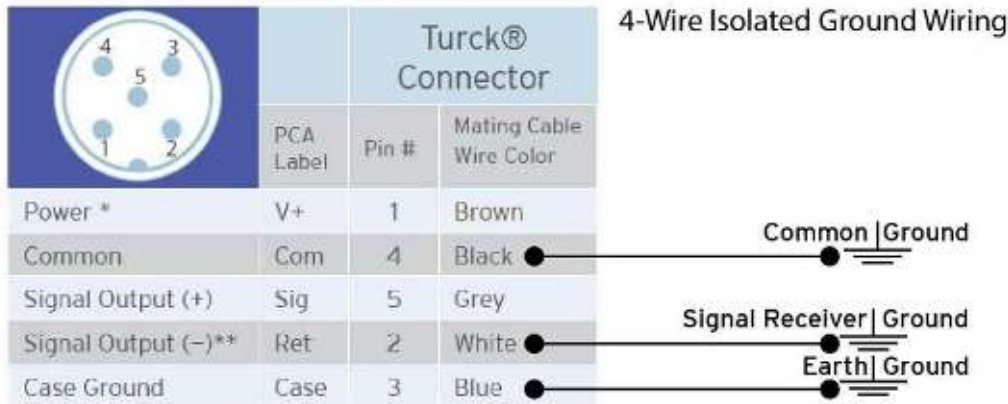 4-Wire Isolated Ground Wiring
4 3
5
1 2
Turck®
Connector
PCA
Label
Pin #
Mating Cable
Wire Color
Power * V+ 1 Brown
Common Com 4 Black
Common | Ground
Signal Output (+) Sig 5 Grey
Signal Output (−)** Ret 2 White
Signal Receiver | Ground
Case Ground Case 3 Blue
Earth | Ground